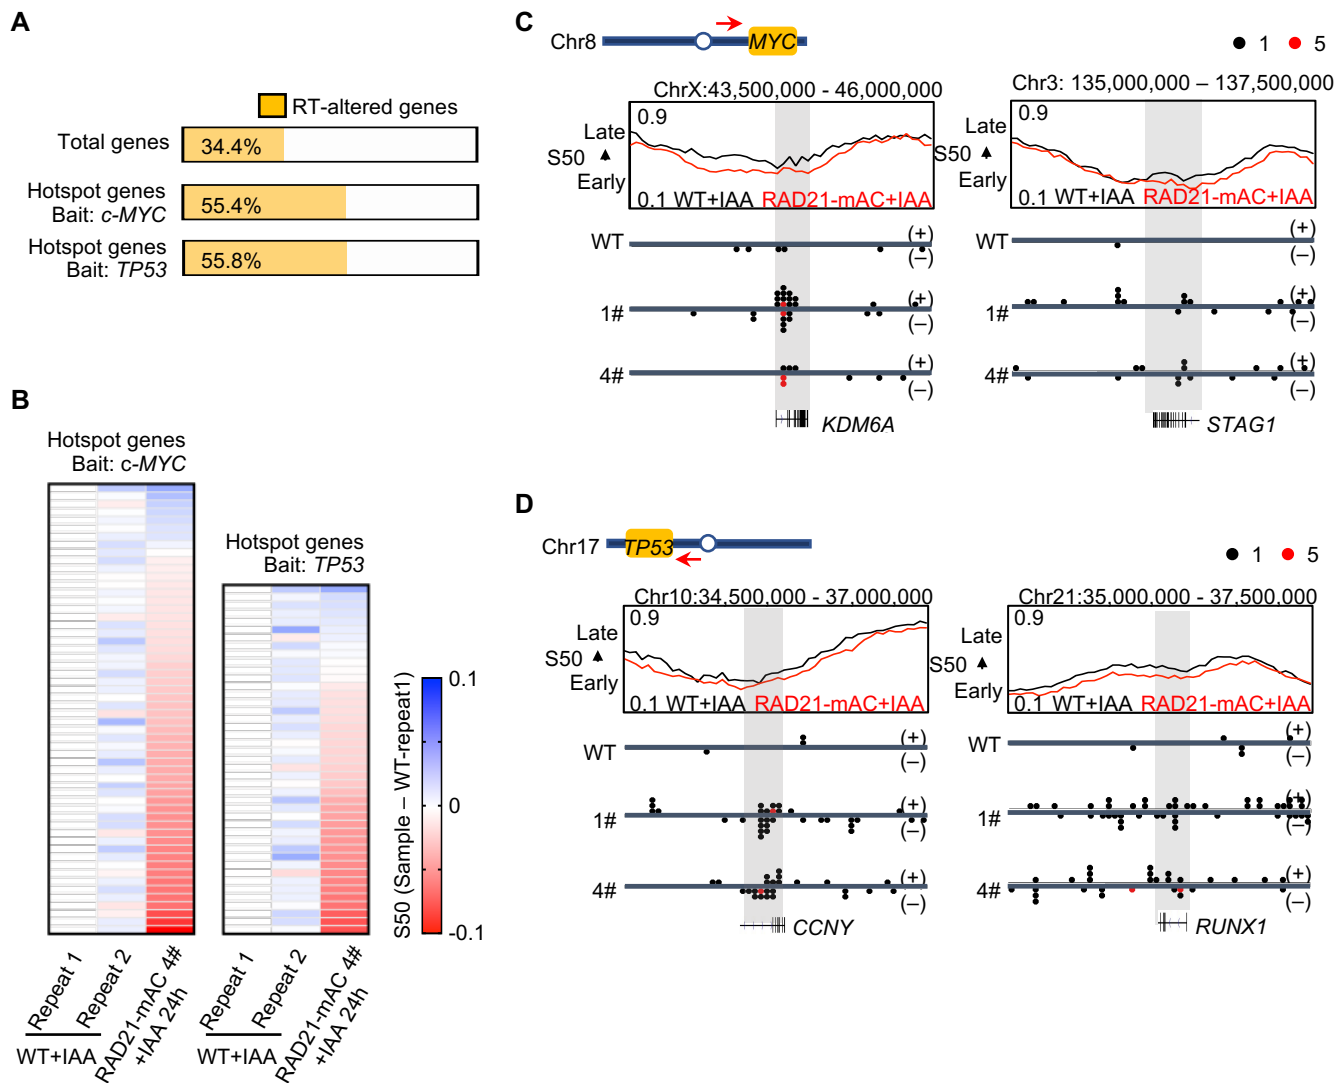 A
RT-altered genes
Total genes
34.4%
Hotspot genes
Bait: c-MYC
55.4%
Hotspot genes
Bait: TP53
55.8%
B
Hotspot genes
Bait: c-MYC
Hotspot genes
Bait: TP53
0.1
0
-0.1
S50 (Sample – WT-repeat1)
Repeat 1
Repeat 2
RAD21-mAC 4#
+IAA 24h
WT+IAA
Repeat 1
Repeat 2
RAD21-mAC 4#
+IAA 24h
WT+IAA
C
Chr8
MYC
1
5
ChrX:43,500,000 - 46,000,000
0.9
Late
S50
Early
0.1 WT+IAA RAD21-mAC+IAA
WT
(+)
(–)
1#
(+)
(–)
4#
(+)
(–)
KDM6A
Chr3: 135,000,000 – 137,500,000
0.9
Late
S50
Early
0.1 WT+IAA RAD21-mAC+IAA
WT
(+)
(–)
1#
(+)
(–)
4#
(+)
(–)
STAG1
D
Chr17
TP53
1
5
Chr10:34,500,000 - 37,000,000
0.9
Late
S50
Early
0.1 WT+IAA RAD21-mAC+IAA
WT
(+)
(–)
1#
(+)
(–)
4#
(+)
(–)
CCNY
Chr21:35,000,000 - 37,500,000
0.9
Late
S50
Early
0.1 WT+IAA RAD21-mAC+IAA
WT
(+)
(–)
1#
(+)
(–)
4#
(+)
(–)
RUNX1